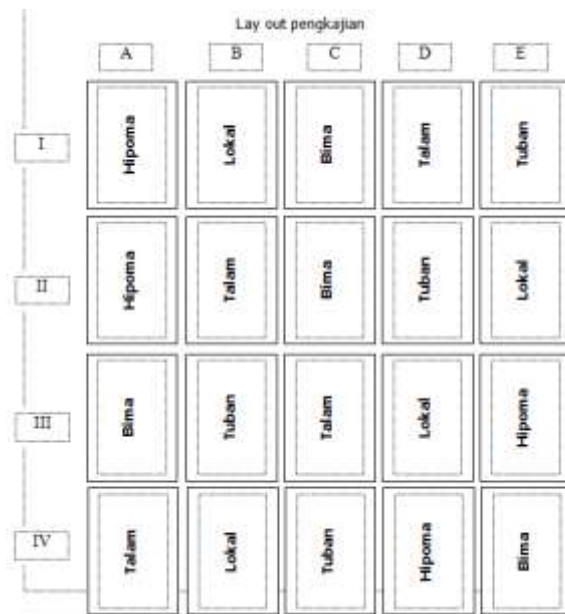 Lay out pengkajian
A B C D E
I Hipoma Lokal Bima Talam Tuban
II Hipoma Talam Bima Tuban Lokal
III Bima Tuban Talam Lokal Hipoma
IV Talam Lokal Tuban Hipoma Bima